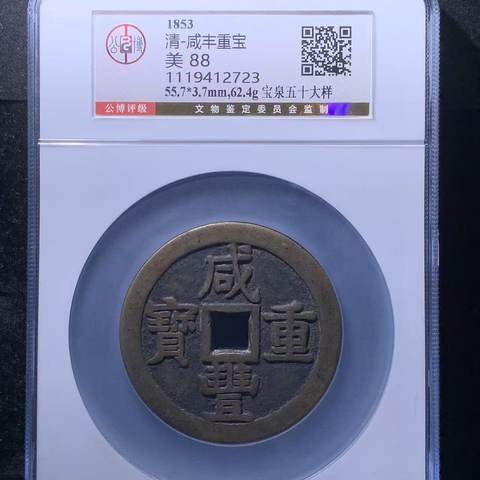 1853
清-咸丰重宝
美 88
1119412723
55.7*3.7mm,62.4g 宝泉五十大样
公博评级
文物鉴定委员会监制
咸
寶 重
豐